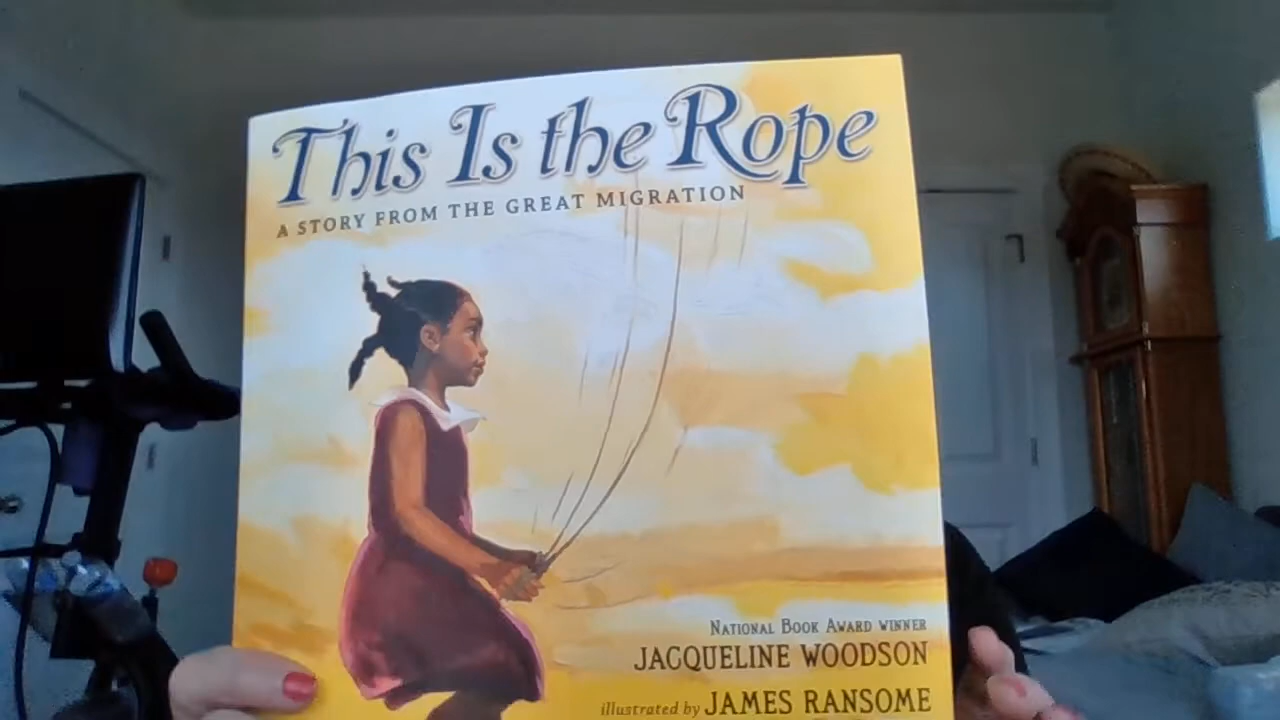 This Is the Rope
A STORY FROM THE GREAT MIGRATION
NATIONAL BOOK AWARD WINNER
JACQUELINE WOODSON
illustrated by JAMES RANSOME